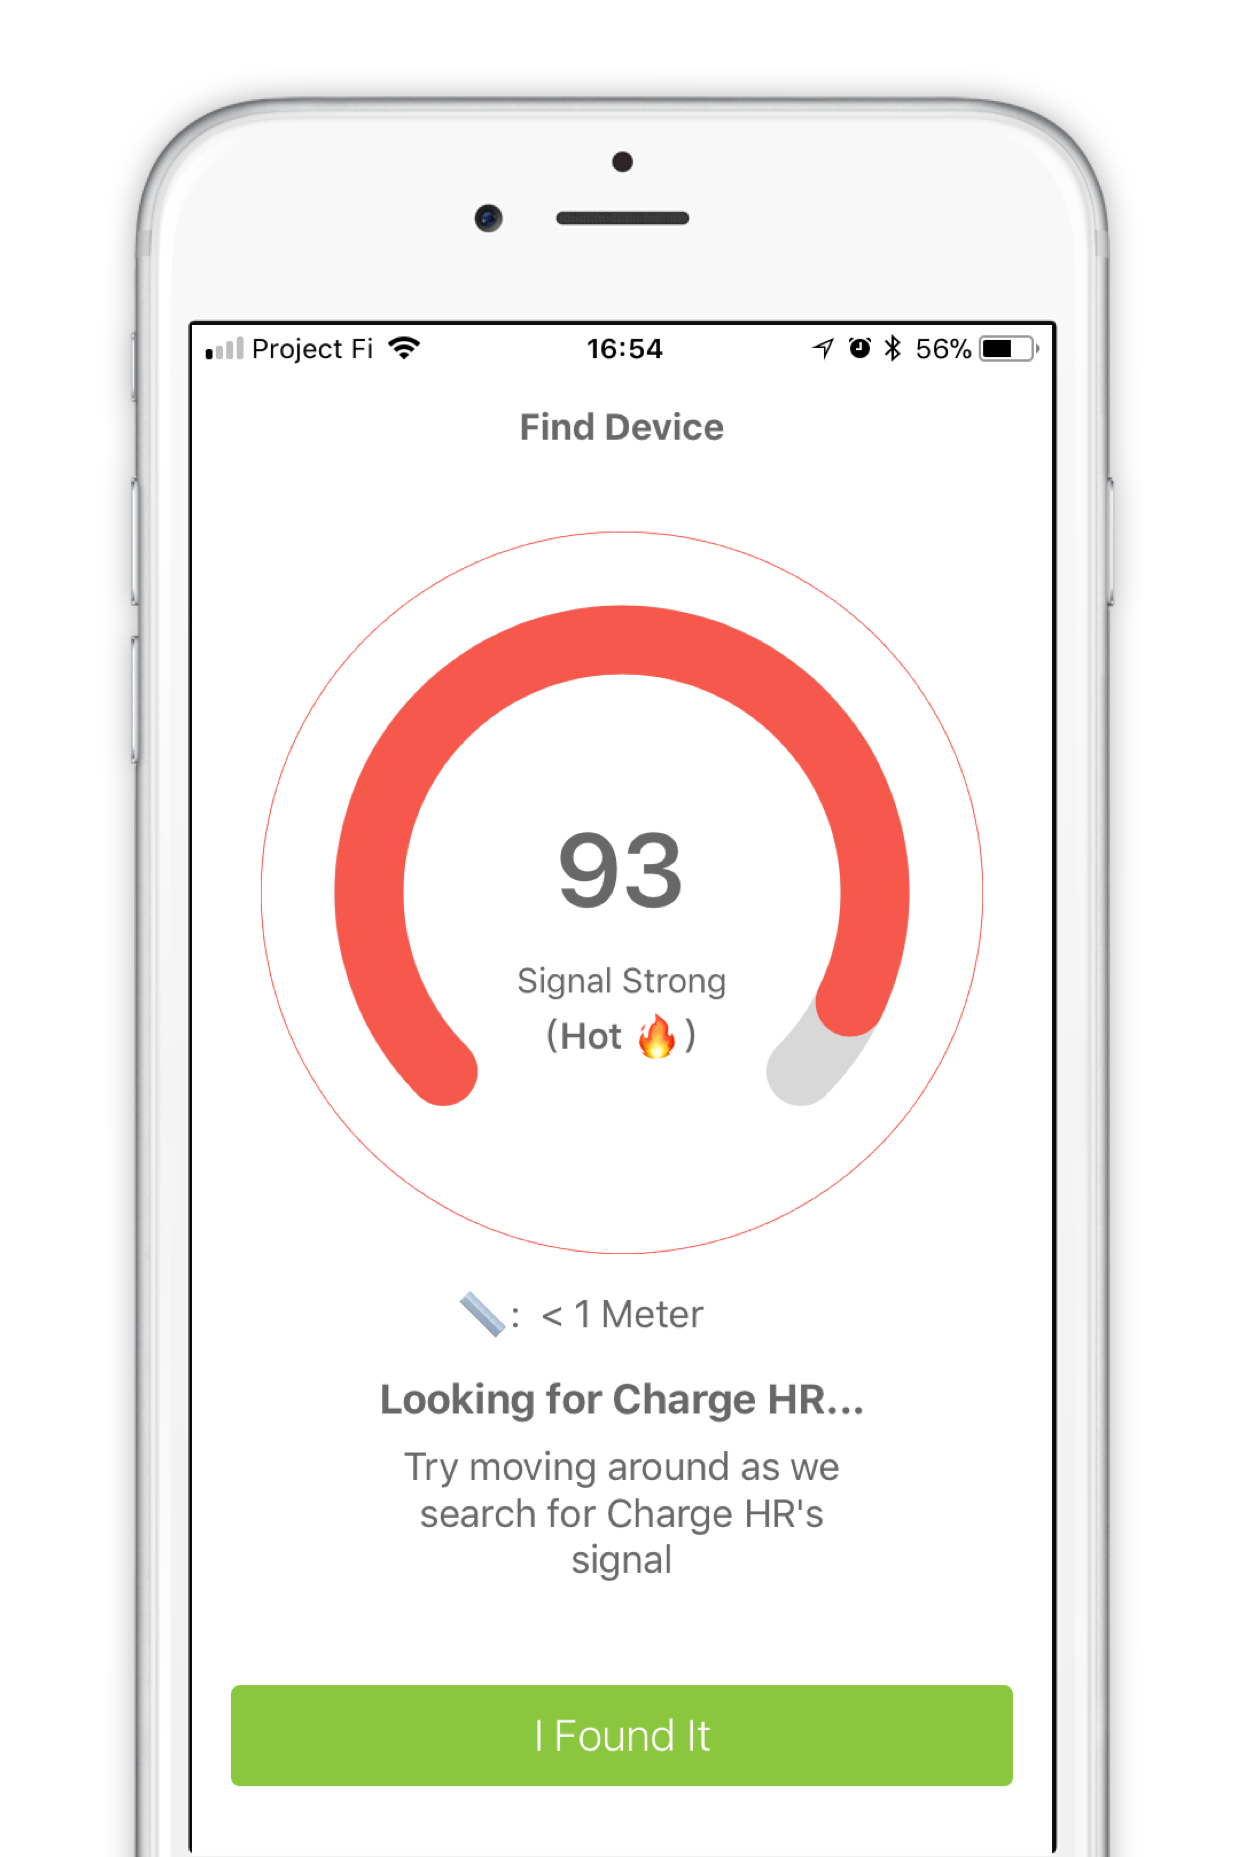 Project Fi 16:54 56%
Find Device
93
Signal Strong
(Hot 🔥)
📏: < 1 Meter
Looking for Charge HR...
Try moving around as we
search for Charge HR's
signal
I Found It